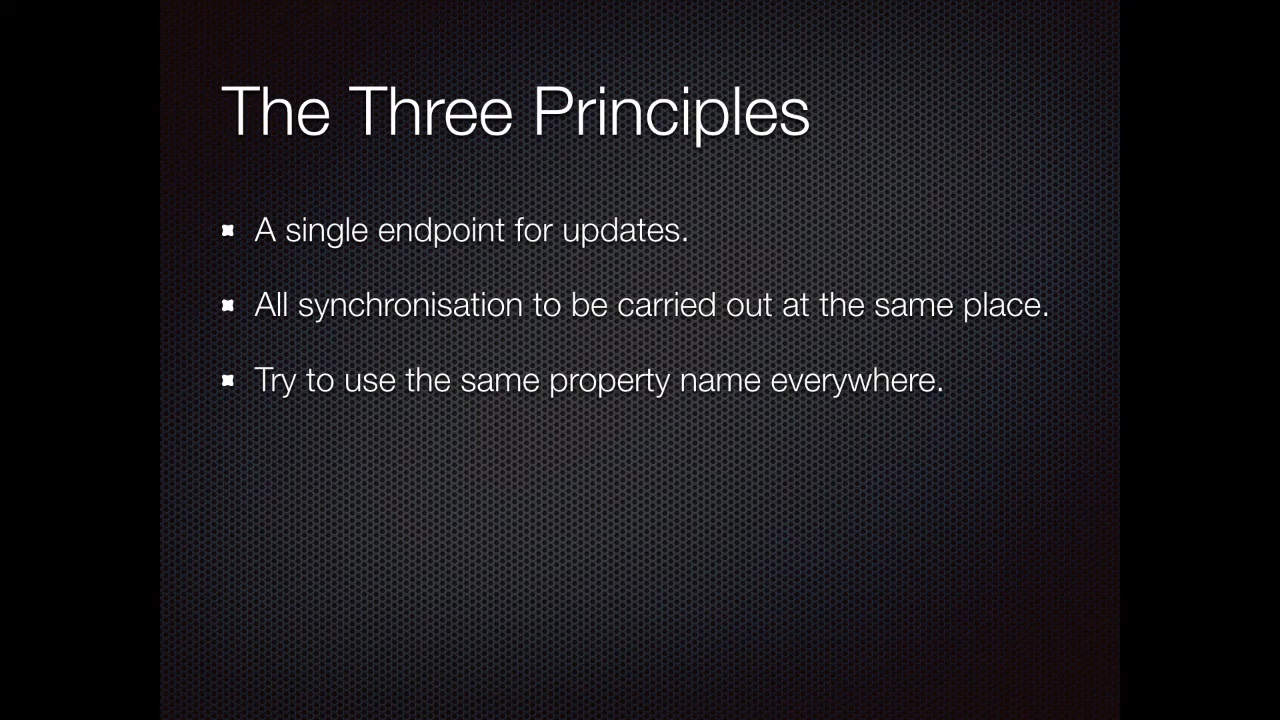 The Three Principles
A single endpoint for updates.
All synchronisation to be carried out at the same place.
Try to use the same property name everywhere.